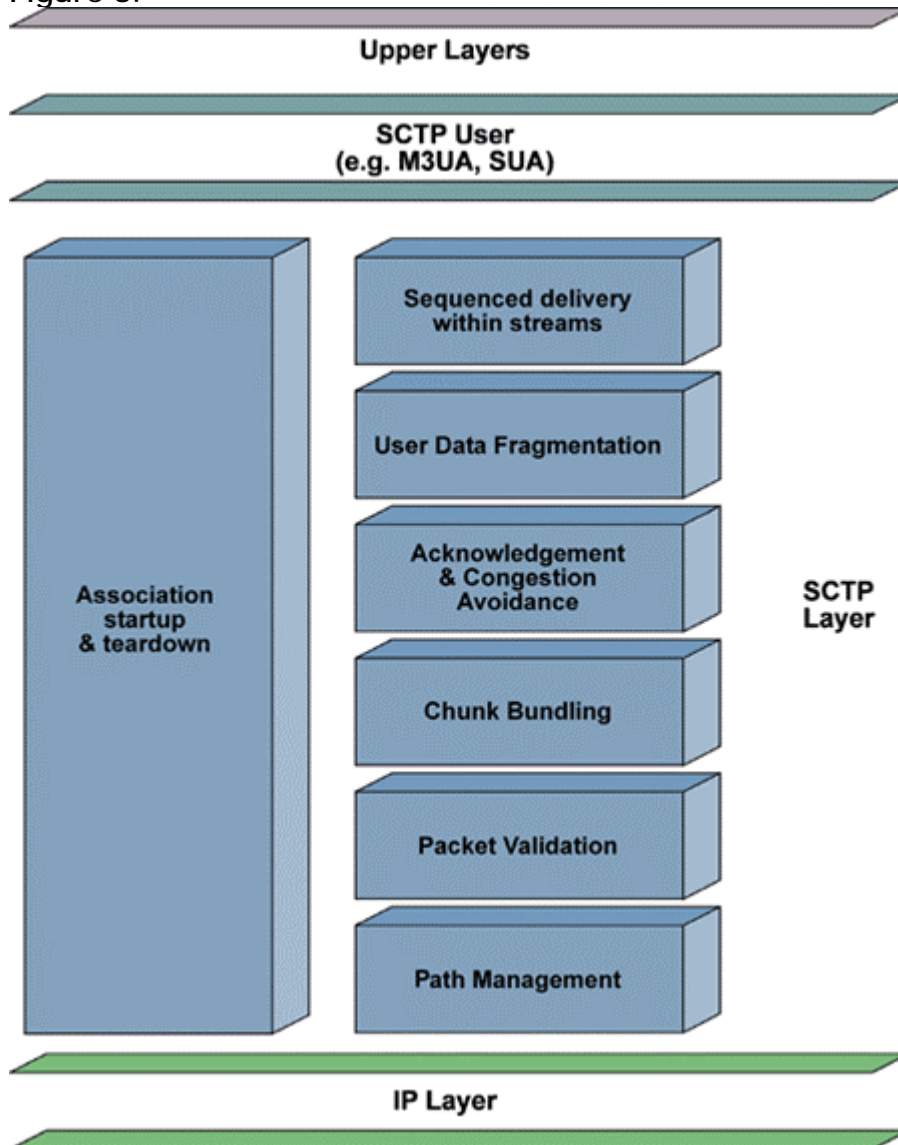 Upper Layers
SCTP User
(e.g. M3UA, SUA)
Sequenced delivery
within streams
User Data Fragmentation
Acknowledgement
& Congestion
Avoidance
Association
startup
& teardown
SCTP
Layer
Chunk Bundling
Packet Validation
Path Management
IP Layer